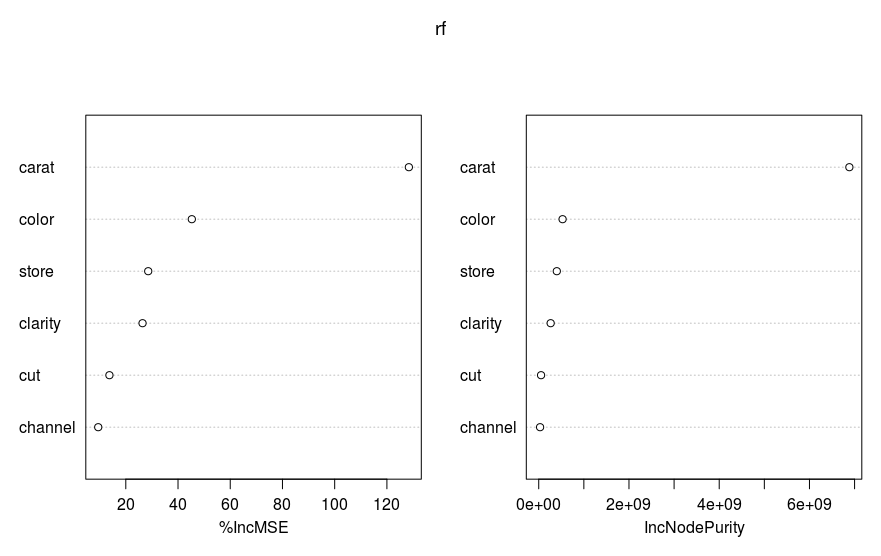 rf
carat
color
store
clarity
cut
channel
20 40 60 80 100 120
%IncMSE
carat
color
store
clarity
cut
channel
0e+00 2e+09 4e+09 6e+09
IncNodePurity